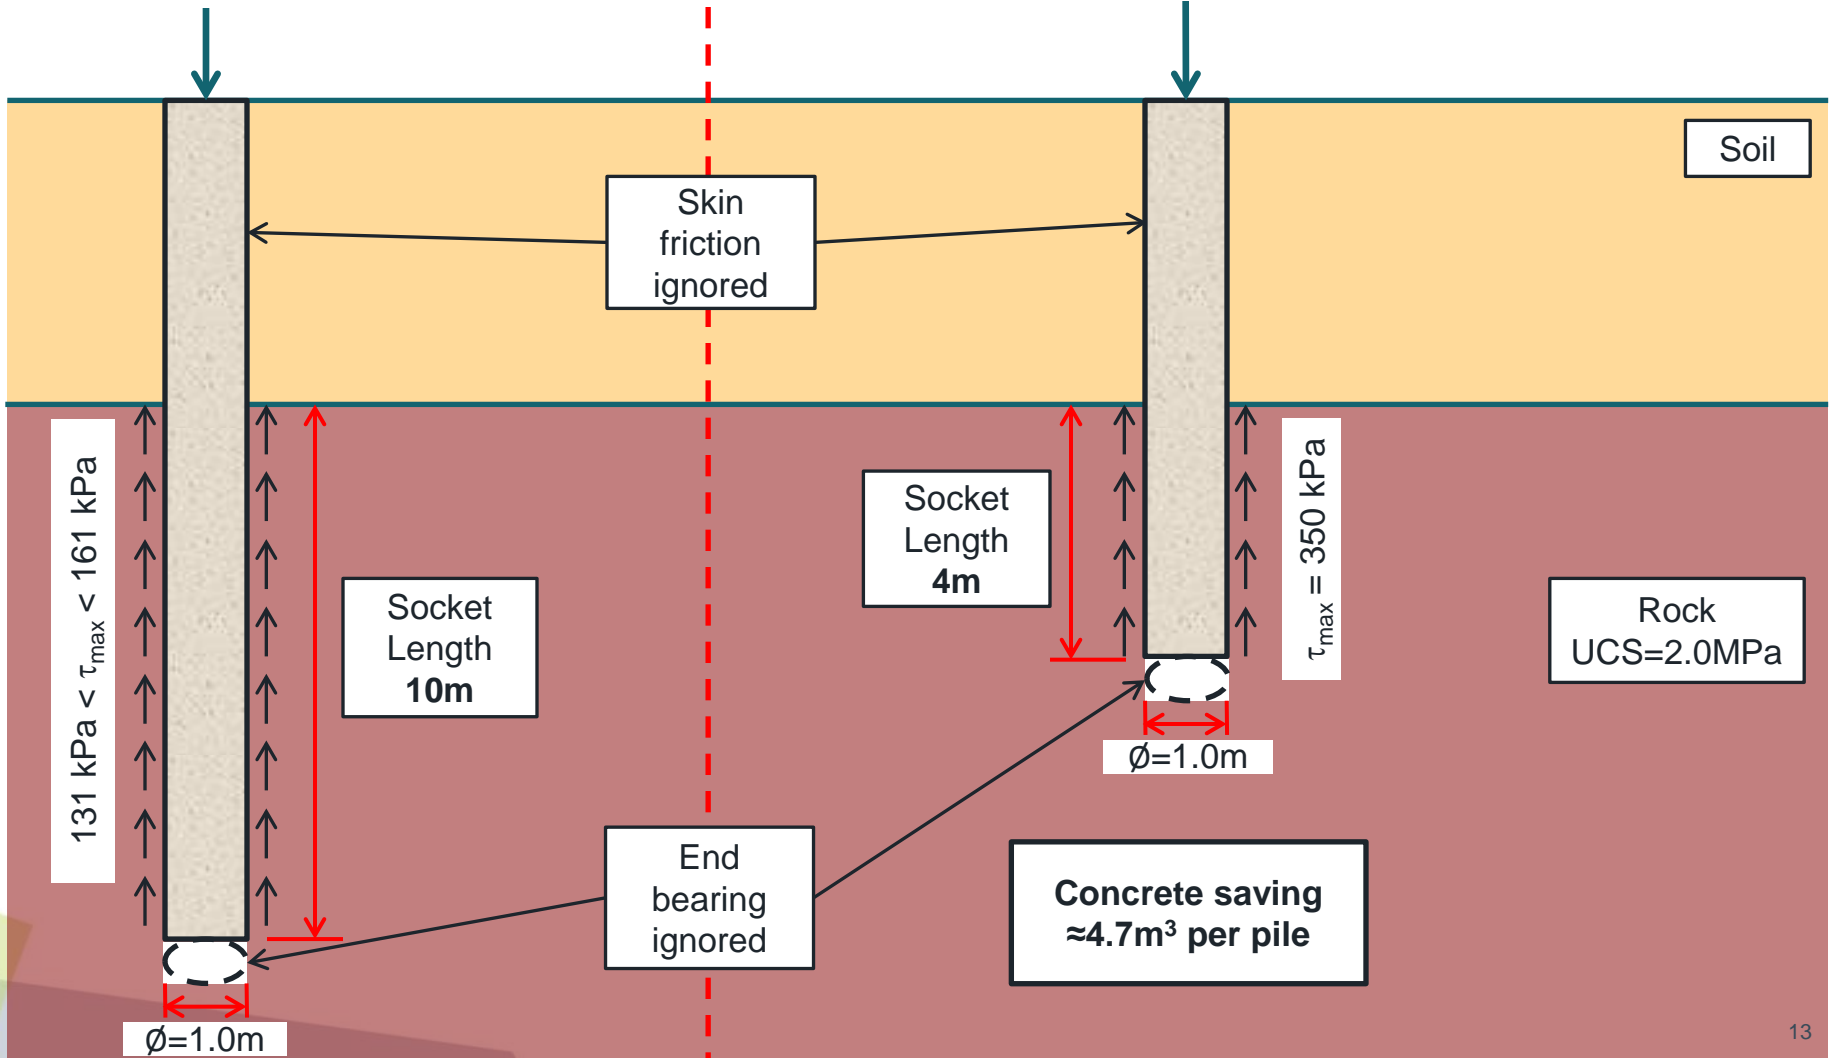 Soil
Skin
friction
ignored
131 kPa < τmax < 161 kPa
Socket
Length
10m
Socket
Length
4m
τmax = 350 kPa
Rock
UCS=2.0MPa
Ø=1.0m
End
bearing
ignored
Concrete saving
≈4.7m³ per pile
Ø=1.0m
13